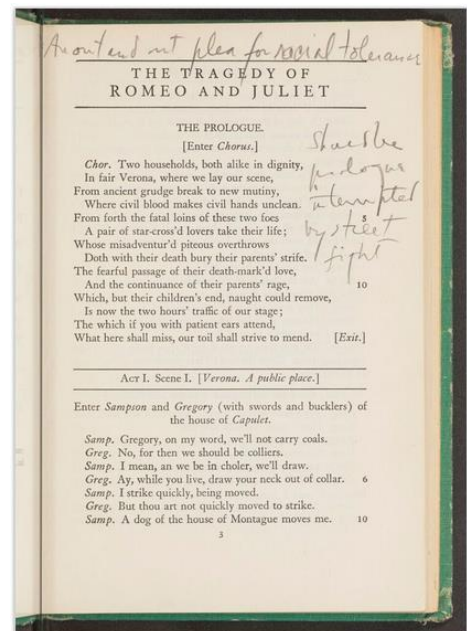 An out and out plea for racial tolerance
THE TRAGEDY OF
ROMEO AND JULIET
THE PROLOGUE.
[Enter Chorus.]
Chor. Two households, both alike in dignity,
In fair Verona, where we lay our scene,
From ancient grudge break to new mutiny,
Where civil blood makes civil hands unclean.
From forth the fatal loins of these two foes 5
A pair of star-cross'd lovers take their life;
Whose misadventur'd piteous overthrows
Doth with their death bury their parents' strife.
The fearful passage of their death-mark'd love,
And the continuance of their parents' rage, 10
Which, but their children's end, naught could remove,
Is now the two hours' traffic of our stage;
The which if you with patient ears attend,
What here shall miss, our toil shall strive to mend. [Exit.]
prologue
interrupted
by street
fight
ACT I. Scene I. [Verona. A public place.]
Enter Sampson and Gregory (with swords and bucklers) of
the house of Capulet.
Samp. Gregory, on my word, we'll not carry coals.
Greg. No, for then we should be colliers.
Samp. I mean, an we be in choler, we'll draw.
Greg. Ay, while you live, draw your neck out of collar. 6
Samp. I strike quickly, being moved.
Greg. But thou art not quickly moved to strike.
Samp. A dog of the house of Montague moves me. 10
3